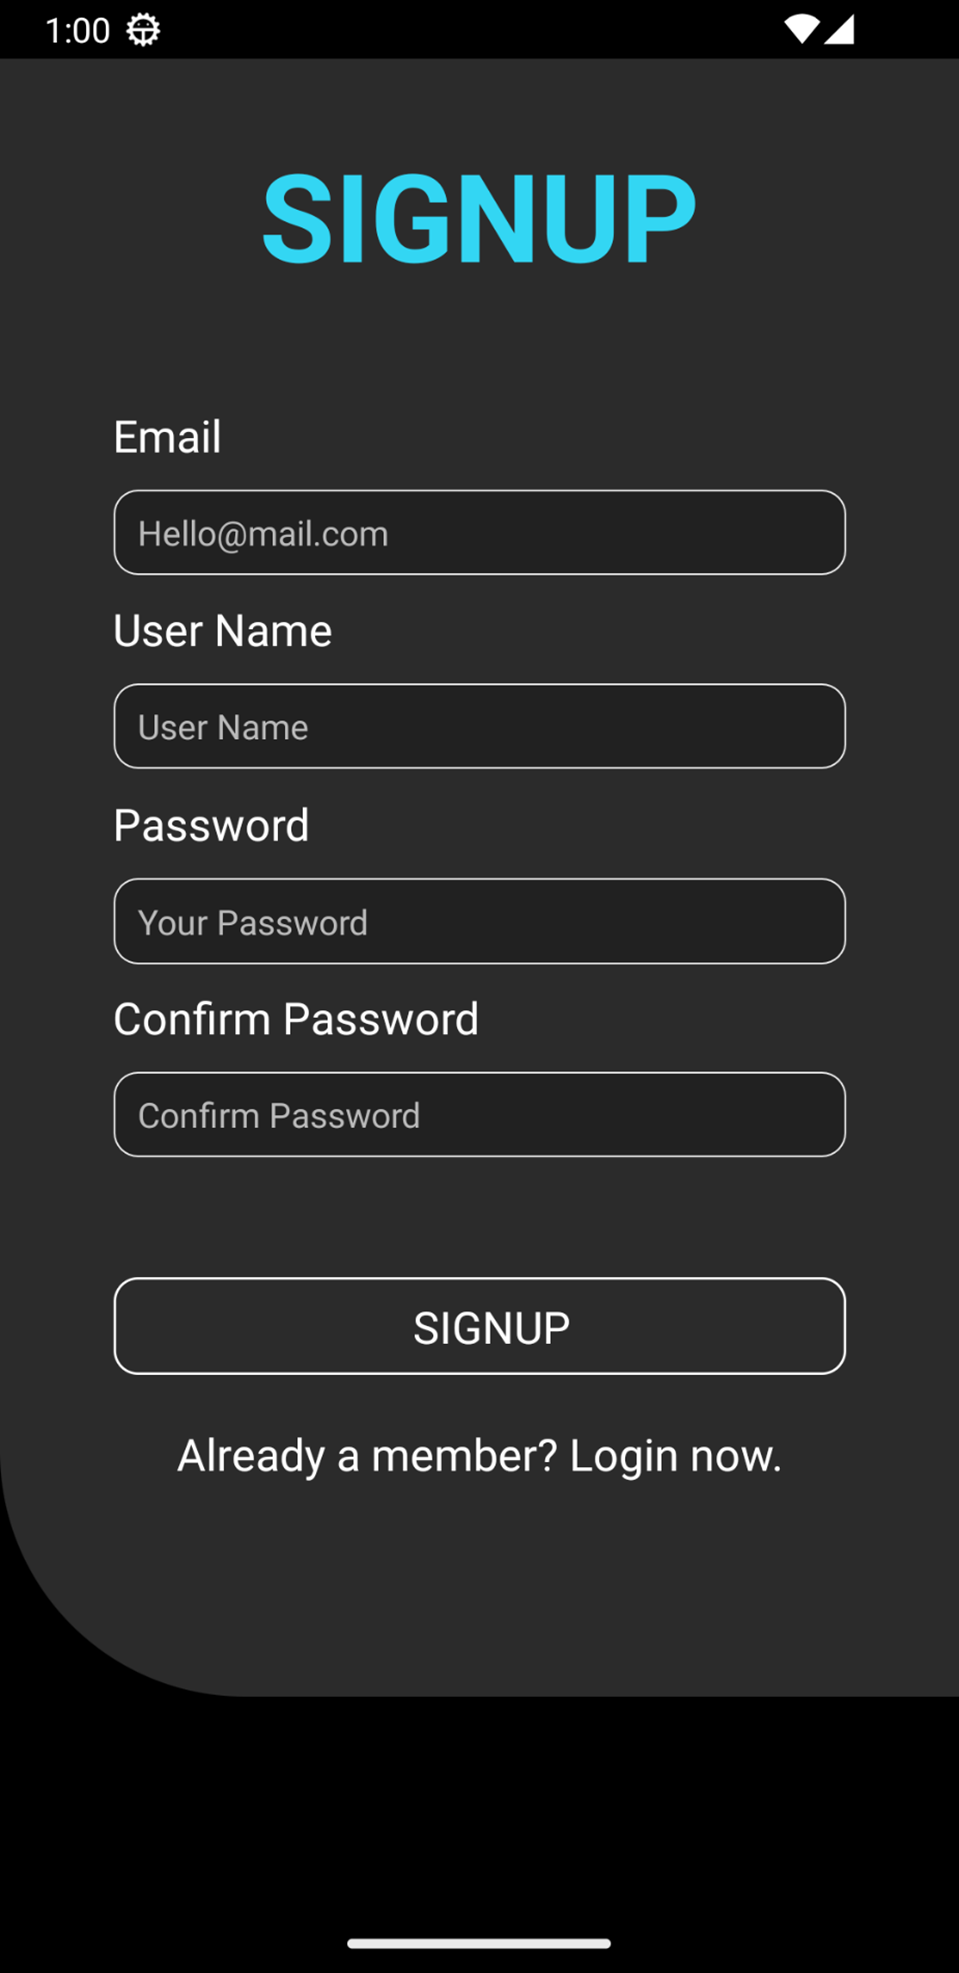 1:00
SIGNUP
Email
Hello@mail.com
User Name
User Name
Password
Your Password
Confirm Password
Confirm Password
SIGNUP
Already a member? Login now.